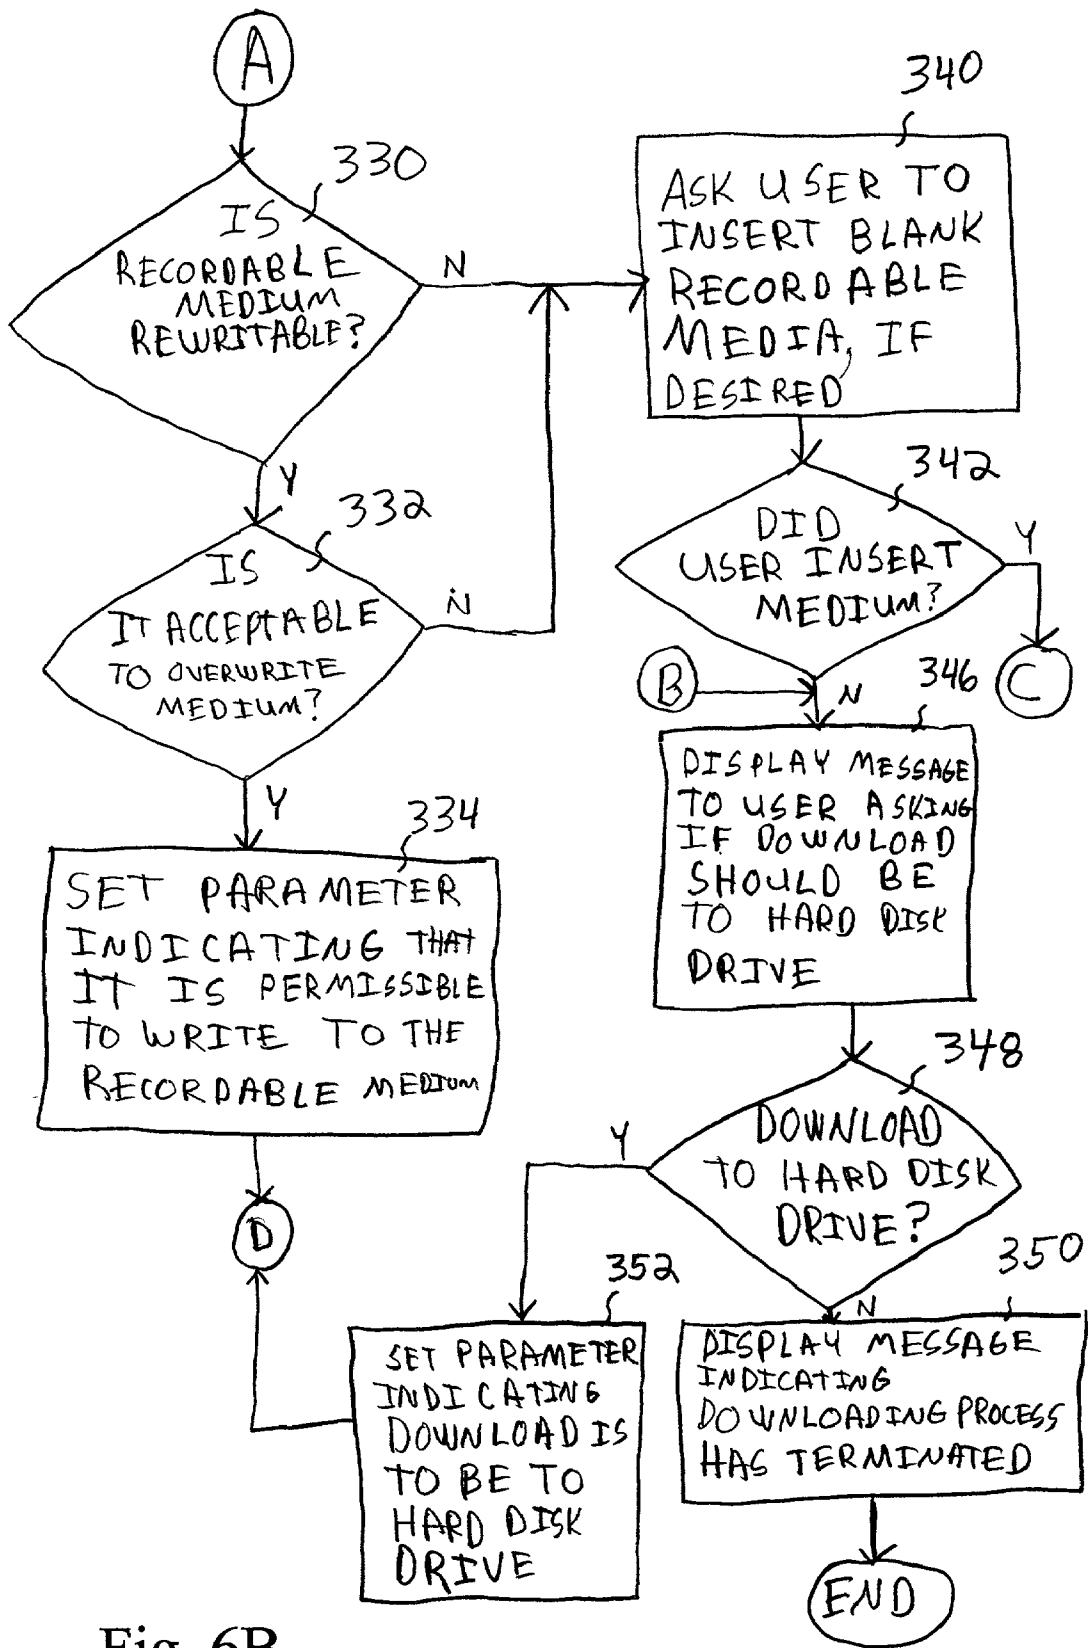 A
330
IS
RECORDABLE
MEDIUM
REWRITABLE?
N
Y
332
IS
IT ACCEPTABLE
TO OVERWRITE
MEDIUM?
N
Y
334
SET PARAMETER
INDICATING THAT
IT IS PERMISSIBLE
TO WRITE TO THE
RECORDABLE MEDIUM
D
340
ASK USER TO
INSERT BLANK
RECORDABLE
MEDIA, IF
DESIRED
342
DID
USER INSERT
MEDIUM?
Y
C
B
N
346
DISPLAY MESSAGE
TO USER ASKING
IF DOWNLOAD
SHOULD BE
TO HARD DISK
DRIVE
348
DOWNLOAD
TO HARD DISK
DRIVE?
Y
N
352
SET PARAMETER
INDICATING
DOWNLOAD IS
TO BE TO
HARD DISK
DRIVE
350
DISPLAY MESSAGE
INDICATING
DOWNLOADING PROCESS
HAS TERMINATED
END
Fig. 6B